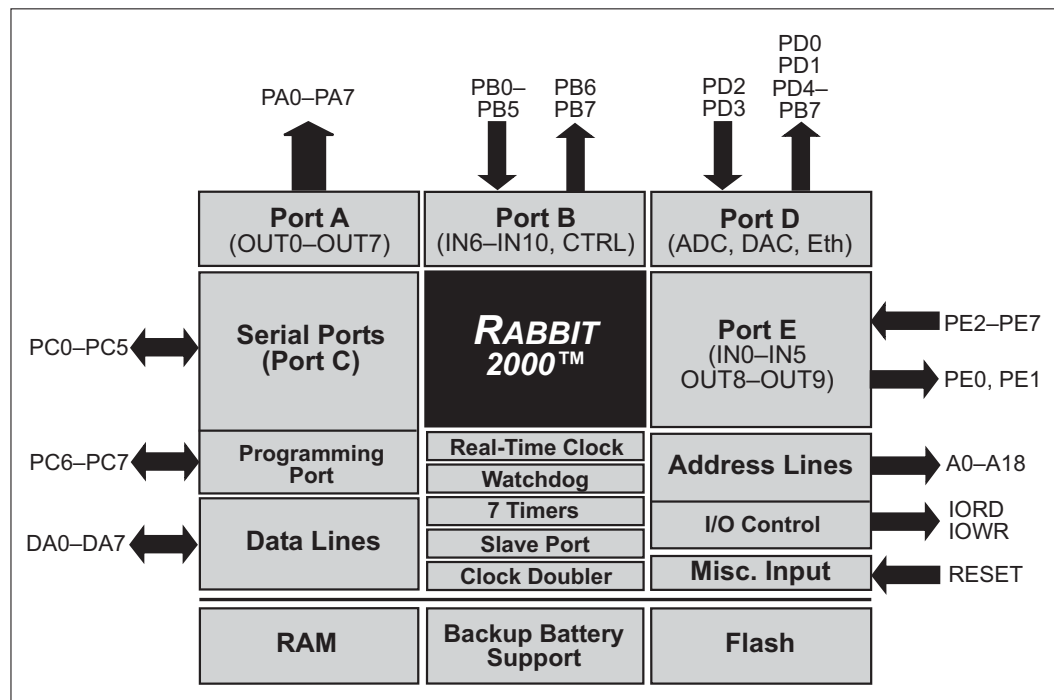 PA0–PA7
PB0–
PB5
PB6
PB7
PD2
PD3
PD0
PD1
PD4–
PB7
Port A
(OUT0–OUT7)
Port B
(IN6–IN10, CTRL)
Port D
(ADC, DAC, Eth)
PC0–PC5
Serial Ports
(Port C)
RABBIT
2000™
Port E
(IN0–IN5
OUT8–OUT9)
PE2–PE7
PE0, PE1
PC6–PC7
Programming
Port
Real-Time Clock
Watchdog
Address Lines
A0–A18
DA0–DA7
Data Lines
7 Timers
Slave Port
Clock Doubler
I/O Control
IORD
IOWR
Misc. Input
RESET
RAM
Backup Battery
Support
Flash